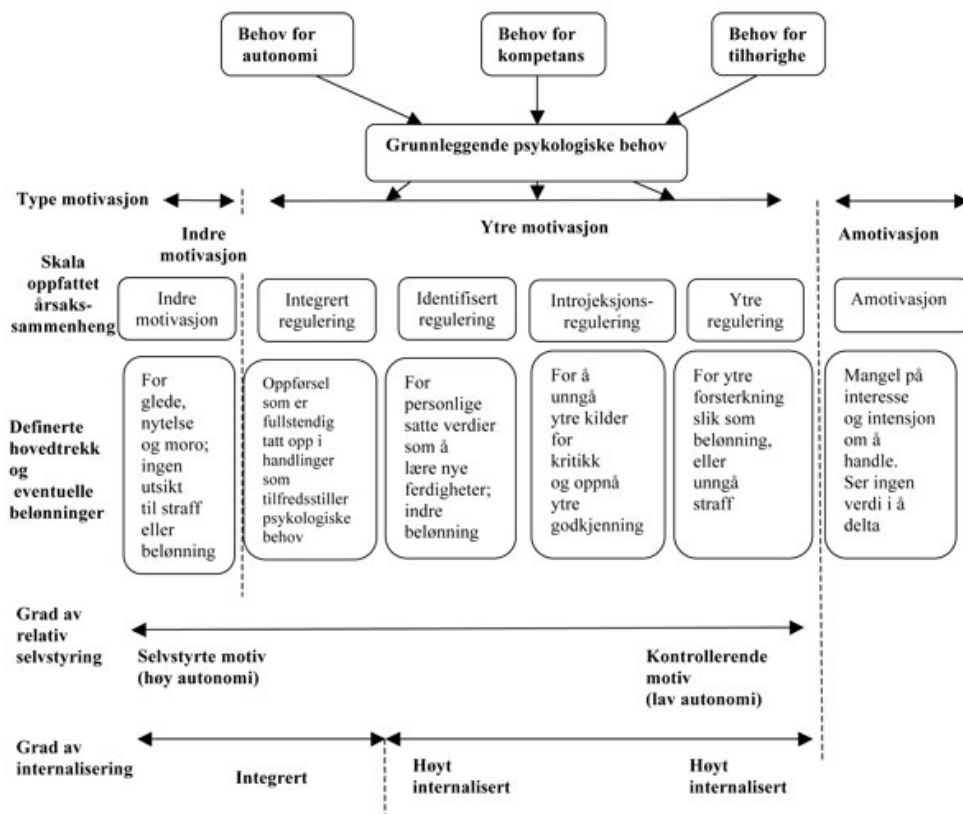 Behov for
autonomi
Behov for
kompetans
Behov for
tilhørighe
Grunnleggende psykologiske behov
Type motivasjon
Indre
motivasjon
Ytre motivasjon
Amotivasjon
Skala
oppfattet
årsaks-
sammenheng
Indre
motivasjon
Integrert
regulering
Identifisert
regulering
Introjeksjons-
regulering
Ytre
regulering
Amotivasjon
Definerte
hovedtrekk
og
eventuelle
belønninger
For
glede,
nytelse
og moro;
ingen
utsikt
til straff
eller
belønning
Oppførsel
som er
fullstendig
tatt opp i
handlinger
som
tilfredsstiller
psykologiske
behov
For
personlige
satte verdier
som å
lære nye
ferdigheter;
indre
belønning
For å
unngå
ytre kilder
for
kritikk
og oppnå
ytre
godkjenning
For ytre
forsterkning
slik som
belønning,
eller
unngå
straff
Mangel på
interesse
og intensjon
om å
handle.
Ser ingen
verdi i å
delta
Grad av
relativ
selvstyring
Selvstyrte motiv
(høy autonomi)
Kontrollerende
motiv
(lav autonomi)
Grad av
internalisering
Integrert
Høyt
internalisert
Høyt
internalisert